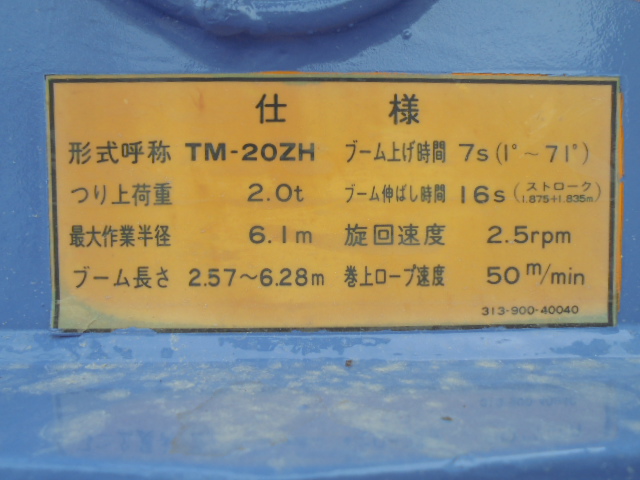 仕様
形式呼称 TM-20ZH ブーム上げ時間 7s(1°~71°)
つり上荷重 2.0t ブーム伸ばし時間 16s(ストローク 1.875+1.835m)
最大作業半径 6.1m 旋回速度 2.5rpm
ブーム長さ 2.57~6.28m 巻上ロープ速度 50m/min
313-900-40040